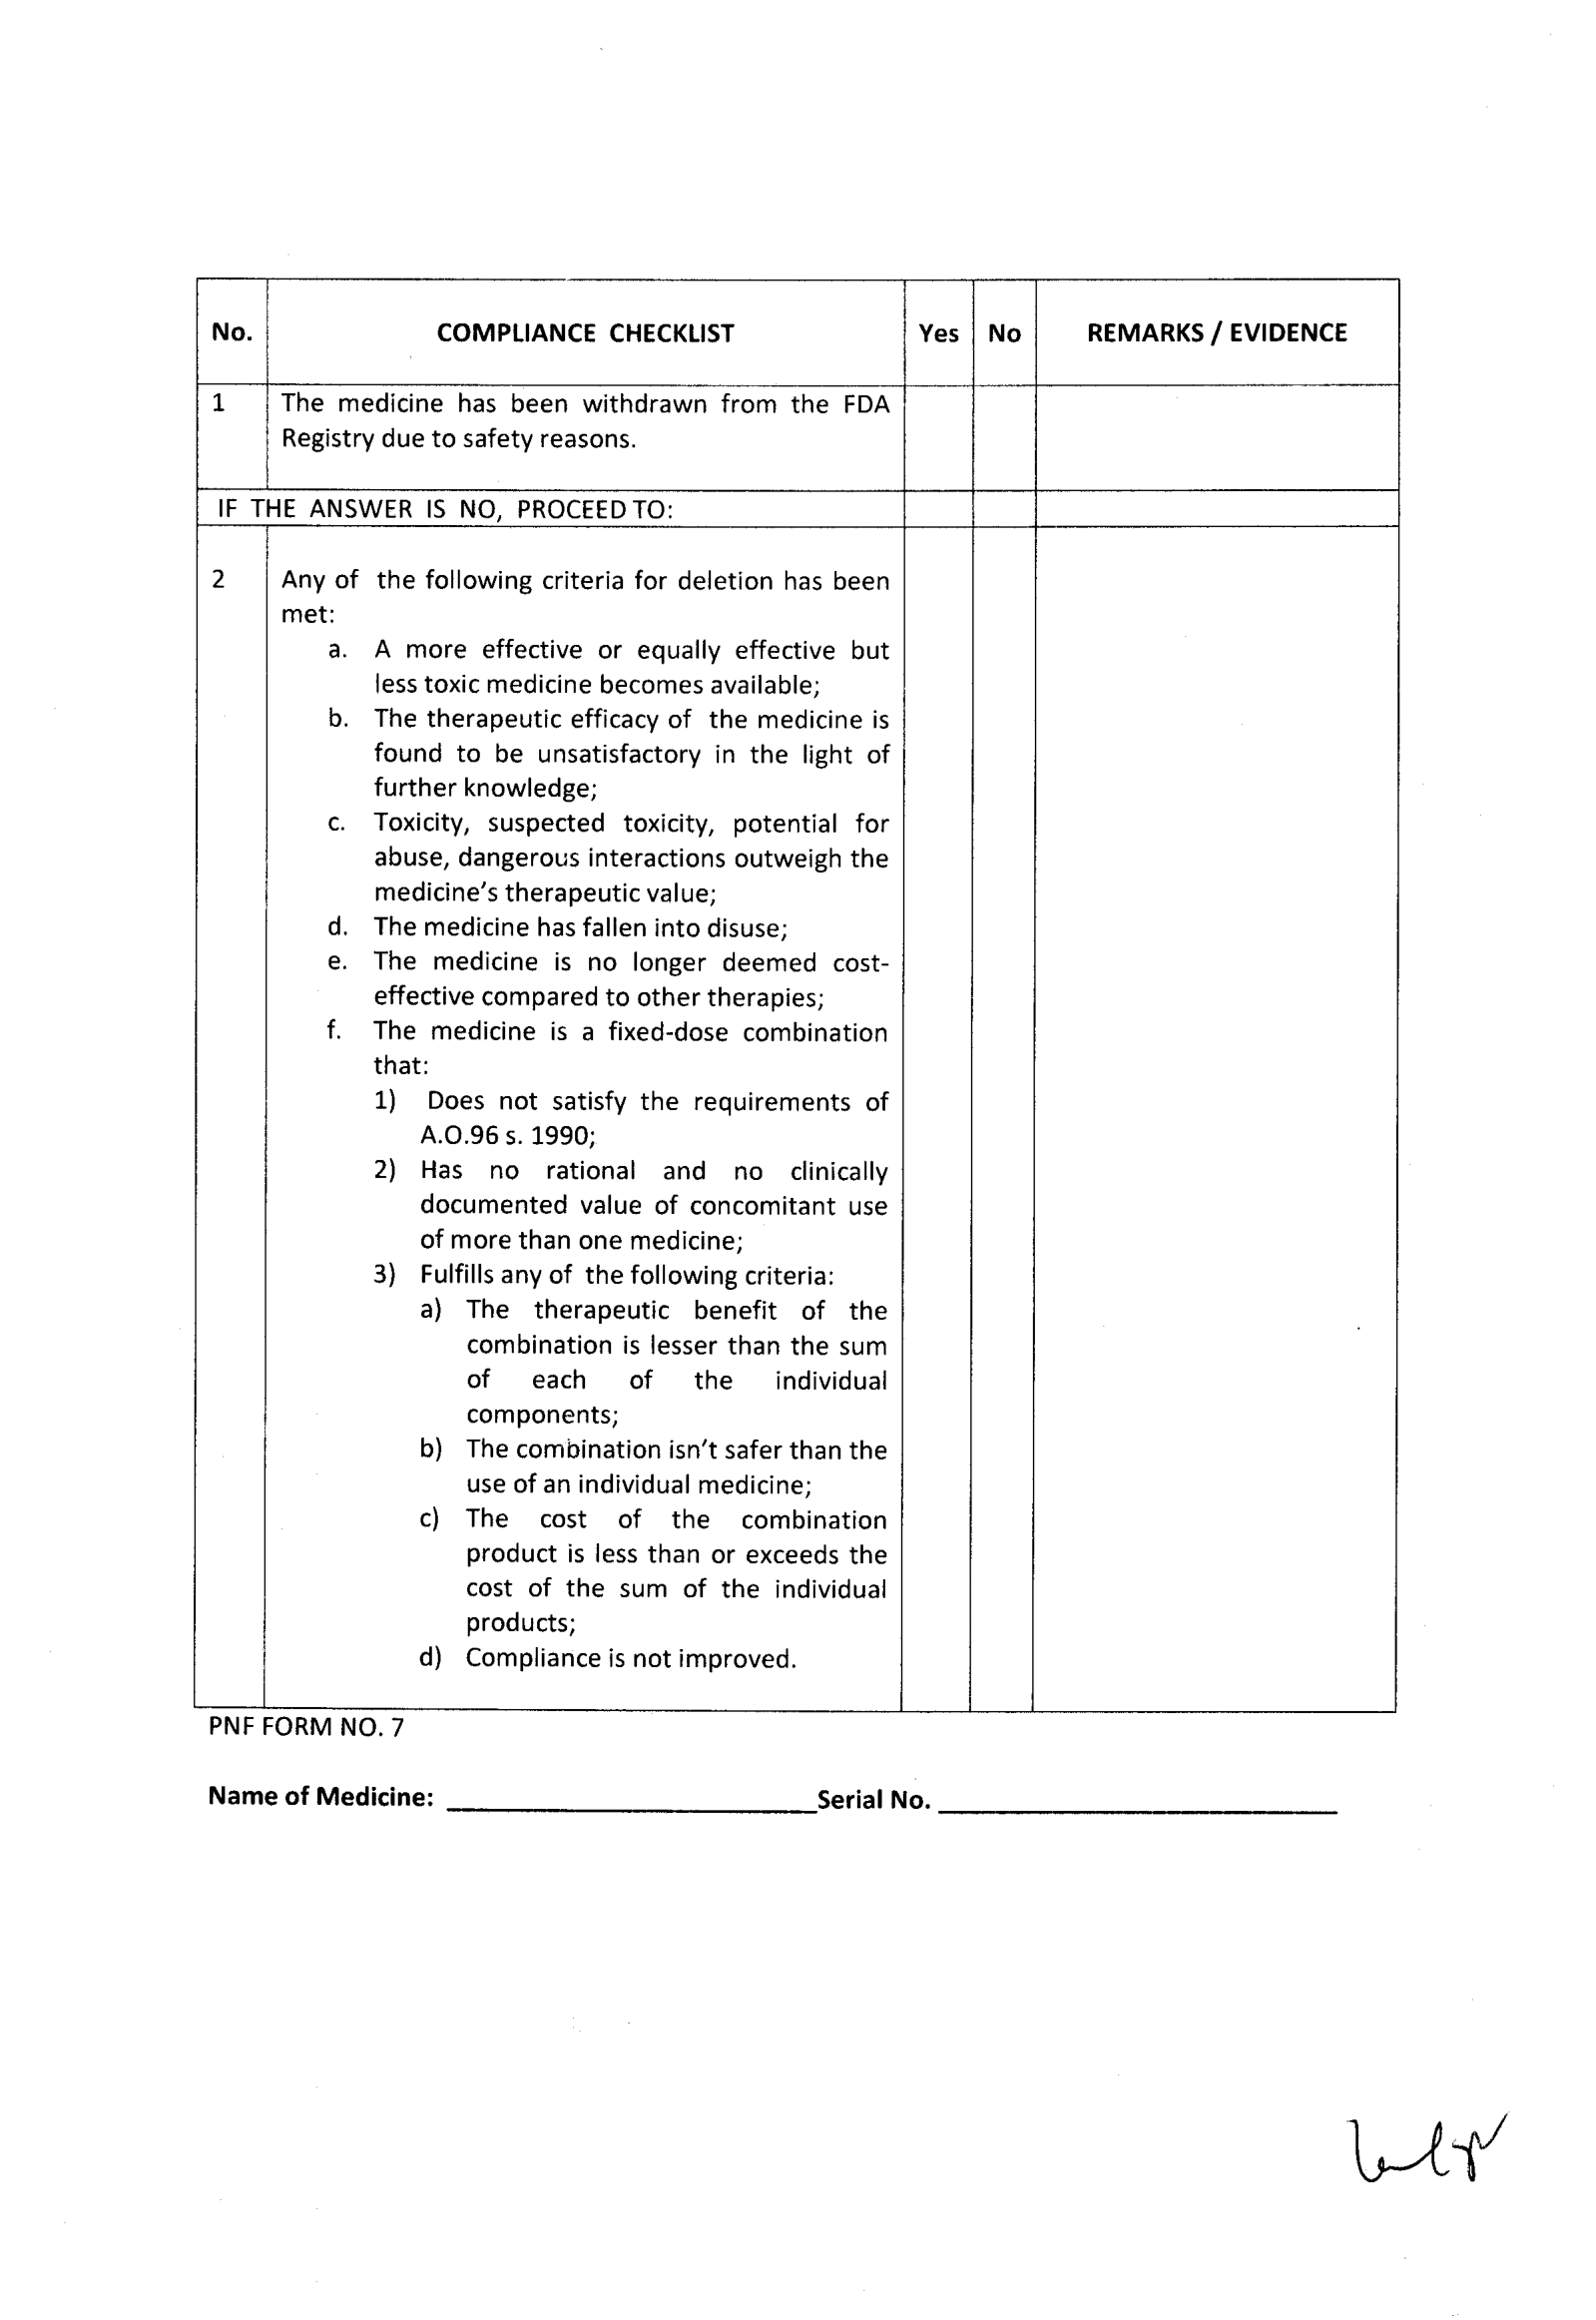 No. COMPLIANCE CHECKLIST Yes No REMARKS / EVIDENCE
1 The medicine has been withdrawn from the FDA
Registry due to safety reasons.
IF THE ANSWER IS NO, PROCEED TO:
2 Any of the following criteria for deletion has been
met:
a. A more effective or equally effective but
less toxic medicine becomes available;
b. The therapeutic efficacy of the medicine is
found to be unsatisfactory in the light of
further knowledge;
c. Toxicity, suspected toxicity, potential for
abuse, dangerous interactions outweigh the
medicine's therapeutic value;
d. The medicine has fallen into disuse;
e. The medicine is no longer deemed cost-
effective compared to other therapies;
f. The medicine is a fixed-dose combination
that:
1) Does not satisfy the requirements of
A.O.96 s. 1990;
2) Has no rational and no clinically
documented value of concomitant use
of more than one medicine;
3) Fulfills any of the following criteria:
a) The therapeutic benefit of the
combination is lesser than the sum
of each of the individual
components;
b) The combination isn't safer than the
use of an individual medicine;
c) The cost of the combination
product is less than or exceeds the
cost of the sum of the individual
products;
d) Compliance is not improved.
PNF FORM NO. 7
Name of Medicine: Serial No.